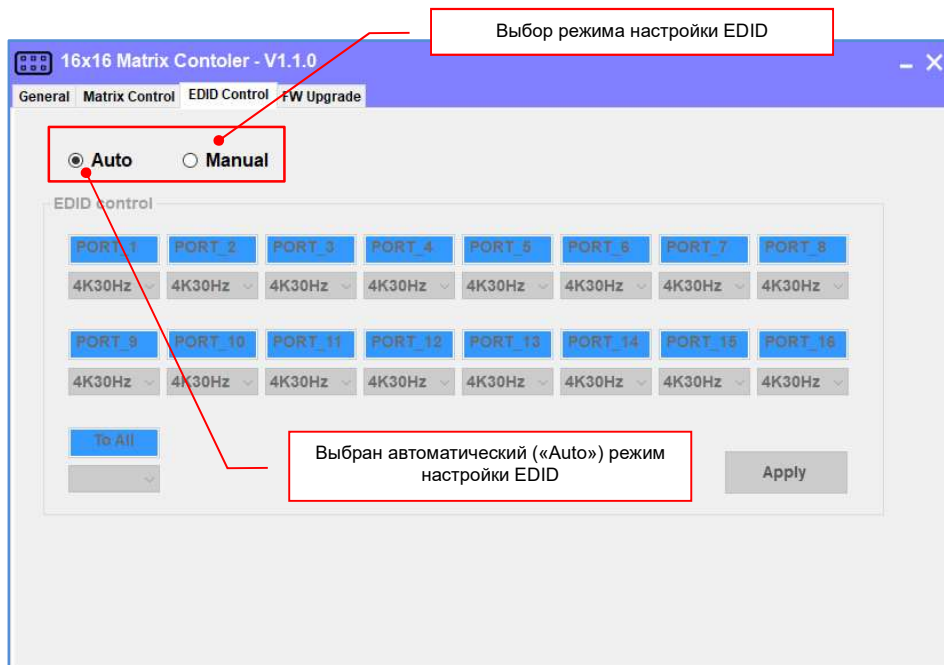 Выбор режима настройки EDID
16x16 Matrix Contoler - V1.1.0
General Matrix Control EDID Control FW Upgrade
Auto Manual
EDID control
PORT_1 PORT_2 PORT_3 PORT_4 PORT_5 PORT_6 PORT_7 PORT_8
4K30Hz 4K30Hz 4K30Hz 4K30Hz 4K30Hz 4K30Hz 4K30Hz 4K30Hz
PORT_9 PORT_10 PORT_11 PORT_12 PORT_13 PORT_14 PORT_15 PORT_16
4K30Hz 4K30Hz 4K30Hz 4K30Hz 4K30Hz 4K30Hz 4K30Hz 4K30Hz
To All
Выбран автоматический («Auto») режим
настройки EDID
Apply